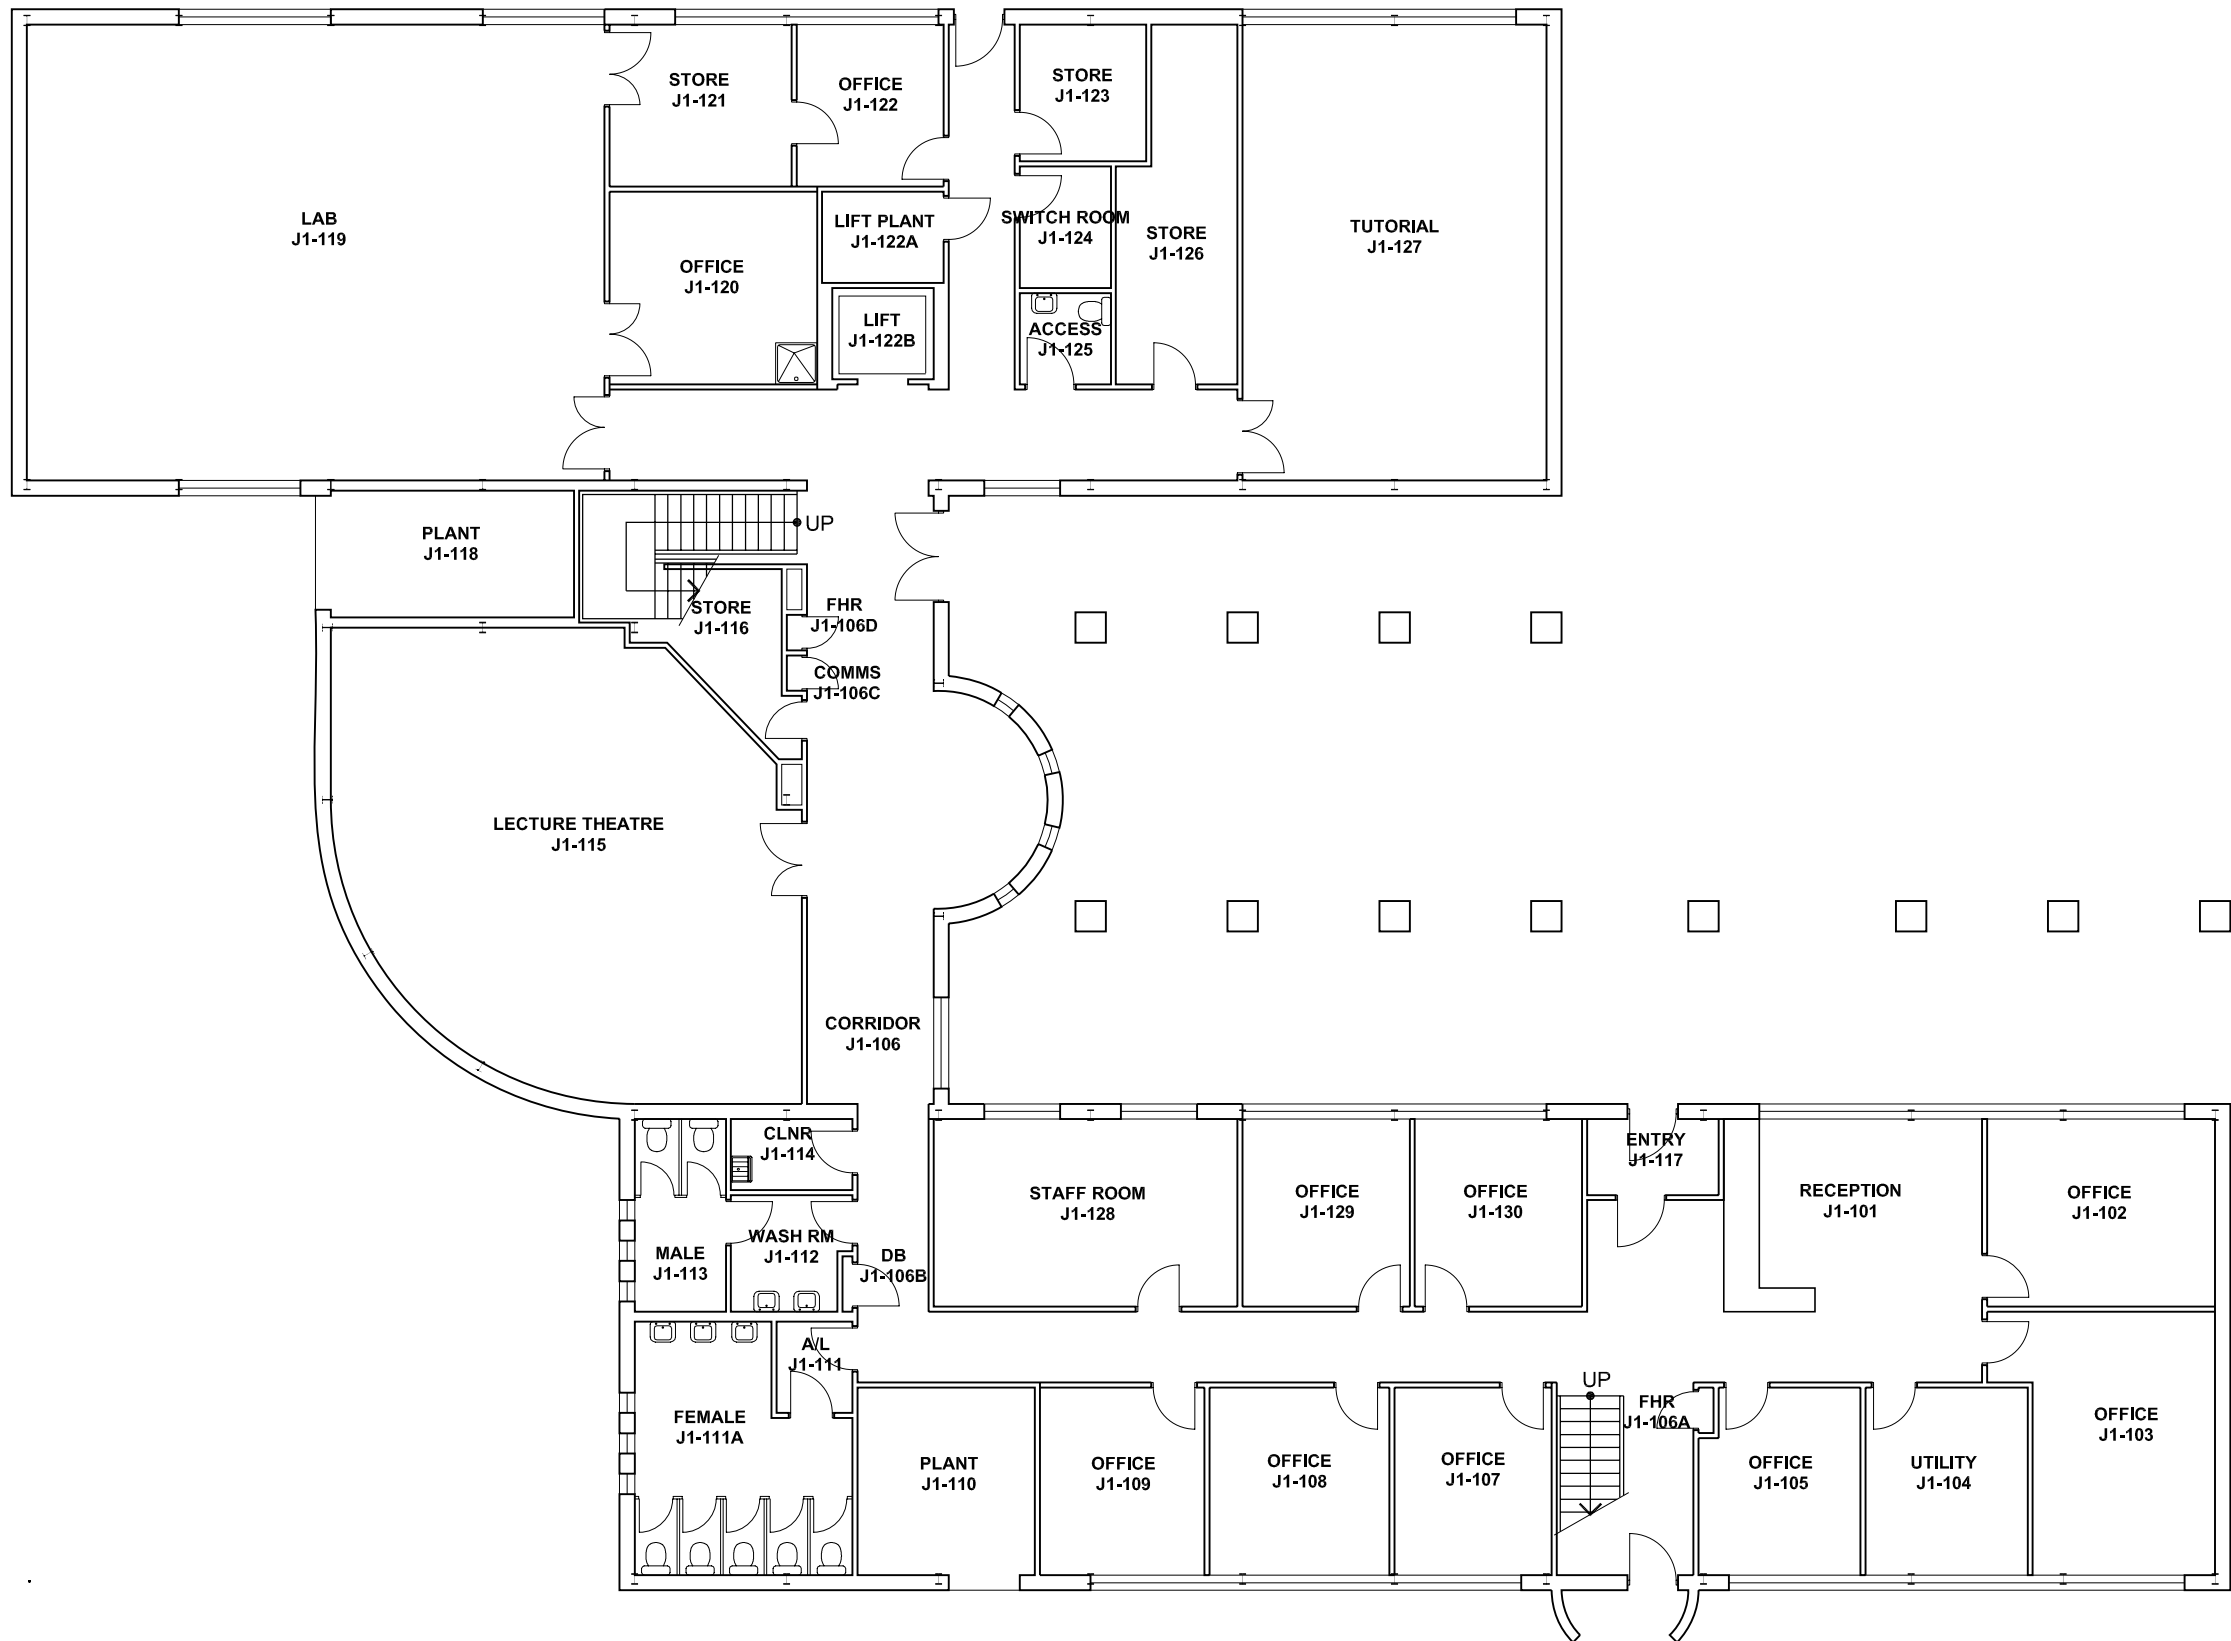 STORE
J1-121
OFFICE
J1-122
STORE
J1-123
LAB
J1-119
LIFT PLANT
J1-122A
SWITCH ROOM
J1-124
STORE
J1-126
TUTORIAL
J1-127
OFFICE
J1-120
LIFT
J1-122B
ACCESS
J1-125
PLANT
J1-118
UP
STORE
J1-116
FHR
J1-106D
COMMS
J1-106C
LECTURE THEATRE
J1-115
CORRIDOR
J1-106
CLNR
J1-114
ENTRY
J1-117
STAFF ROOM
J1-128
OFFICE
J1-129
OFFICE
J1-130
RECEPTION
J1-101
OFFICE
J1-102
MALE
J1-113
WASH RM
J1-112
DB
J1-106B
A/L
J1-111
UP
FHR
J1-106A
FEMALE
J1-111A
OFFICE
J1-103
PLANT
J1-110
OFFICE
J1-109
OFFICE
J1-108
OFFICE
J1-107
OFFICE
J1-105
UTILITY
J1-104